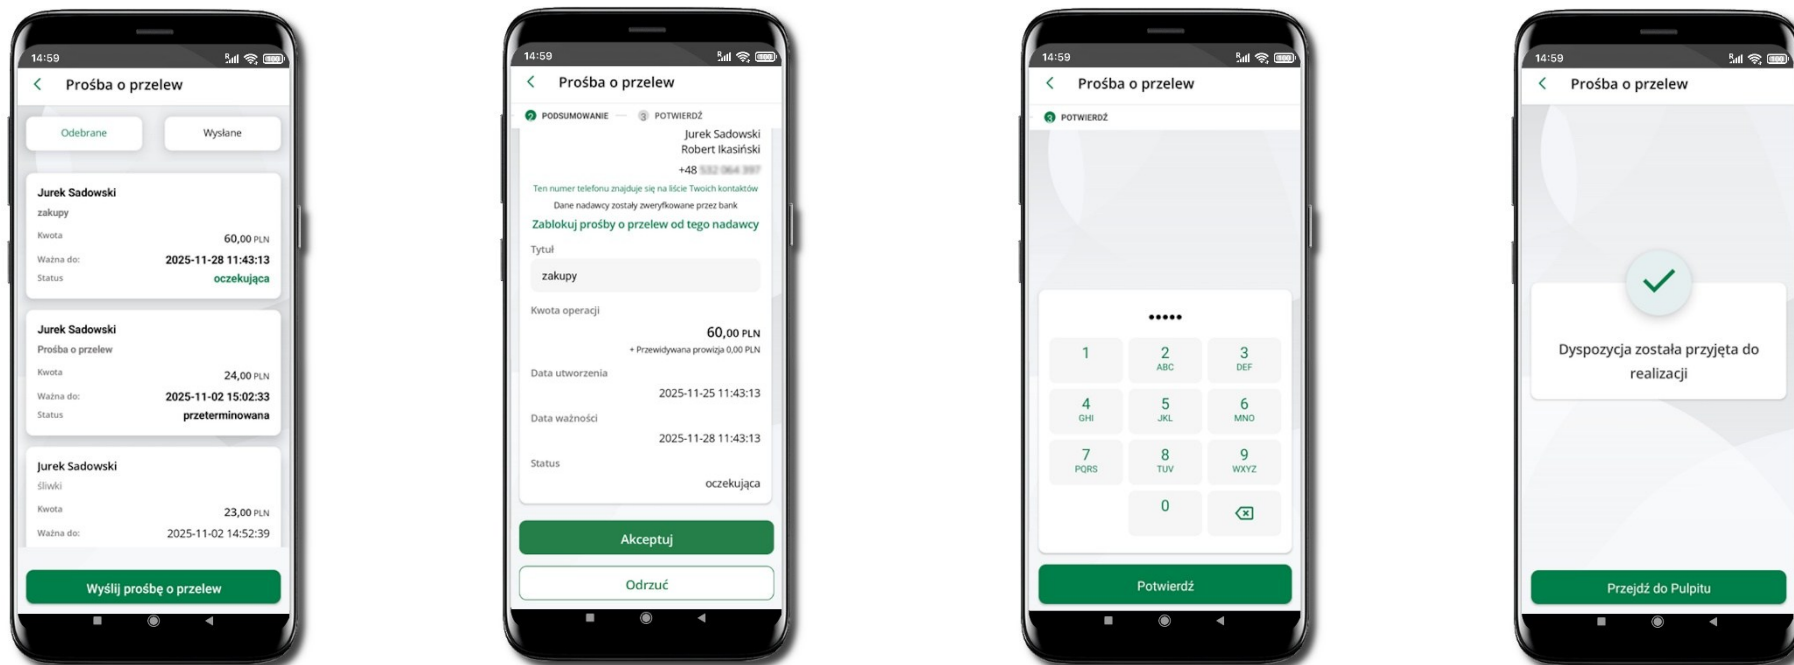 14:59
Prośba o przelew
Odebrane
Wysłane
Jurek Sadowski
zakupy
Kwota
60,00 PLN
Ważna do:
2025-11-28 11:43:13
Status
oczekująca
Jurek Sadowski
Prośba o przelew
Kwota
24,00 PLN
Ważna do:
2025-11-02 15:02:33
Status
przeterminowana
Jurek Sadowski
śliwki
Kwota
23,00 PLN
Ważna do:
2025-11-02 14:52:39
Wyślij prośbę o przelew
14:59
Prośba o przelew
2 PODSUMOWANIE
3 POTWIERDŹ
Jurek Sadowski
Robert Ikasiński
+48
Ten numer telefonu znajduje się na liście Twoich kontaktów
Dane nadawcy zostały zweryfkowane przez bank
Zablokuj prośby o przelew od tego nadawcy
Tytuł
zakupy
Kwota operacji
60,00 PLN
+ Przewidywana prowizja 0,00 PLN
Data utworzenia
2025-11-25 11:43:13
Data ważności
2025-11-28 11:43:13
Status
oczekująca
Akceptuj
Odrzuć
14:59
Prośba o przelew
3 POTWIERDŹ
1
2
3
ABC
DEF
4
5
6
GHI
JKL
MNO
7
8
9
PQRS
TUV
WXYZ
0
Potwierdź
14:59
Prośba o przelew
Dyspozycja została przyjęta do
realizacji
Przejdź do Pulpitu